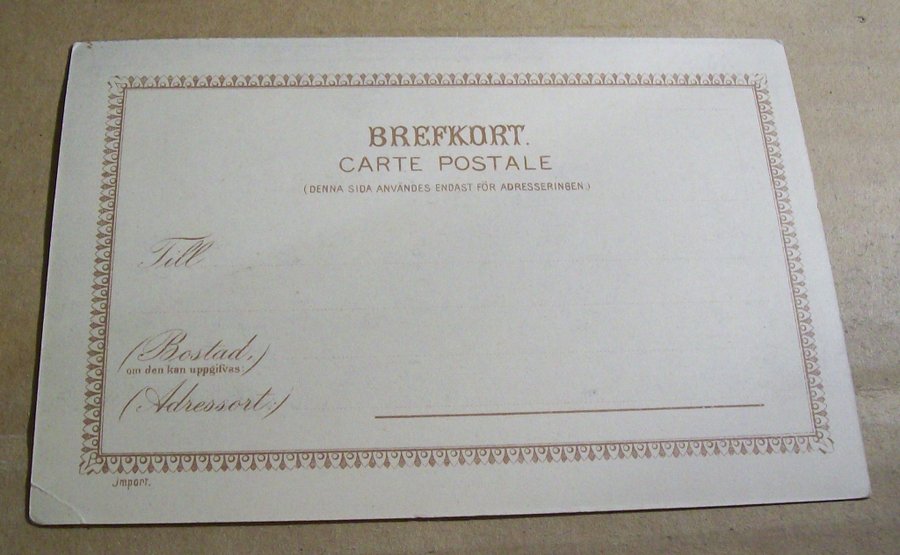 BREFKORT.
CARTE POSTALE
(DENNA SIDA ANVÄNDES ENDAST FÖR ADRESSERINGEN.)
Till
(Bostad,)
om den kan uppgifvas
(Adressort.)
Import.